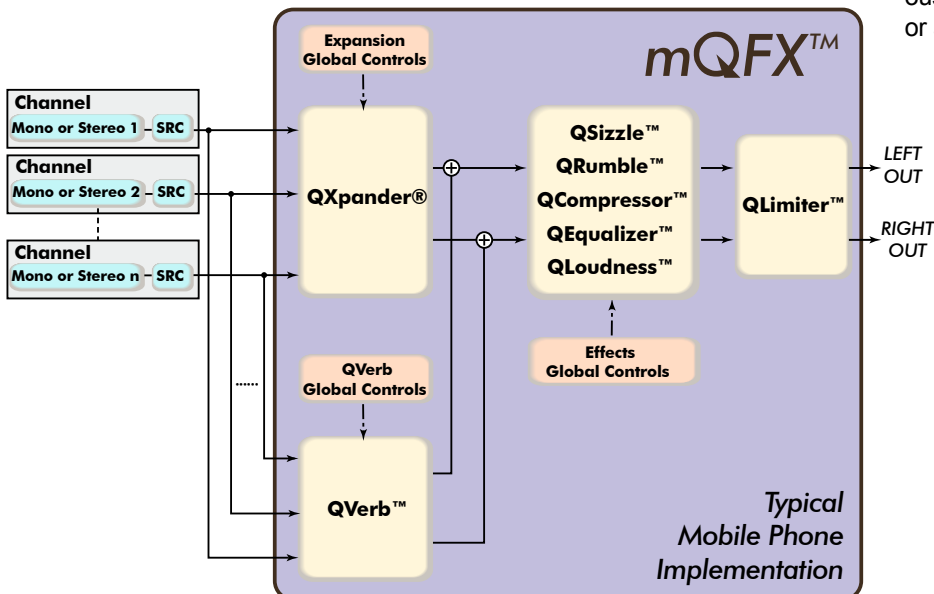 ous
or
mQFX™
Expansion
Global Controls
Channel
Mono or Stereo 1
SRC
Channel
Mono or Stereo 2
SRC
Channel
Mono or Stereo n
SRC
QXpander®
QSizzle™
QRumble™
QCompressor™
QEqualizer™
QLoudness™
QLimiter™
LEFT
OUT
RIGHT
OUT
QVerb
Global Controls
Effects
Global Controls
QVerb™
Typical
Mobile Phone
Implementation